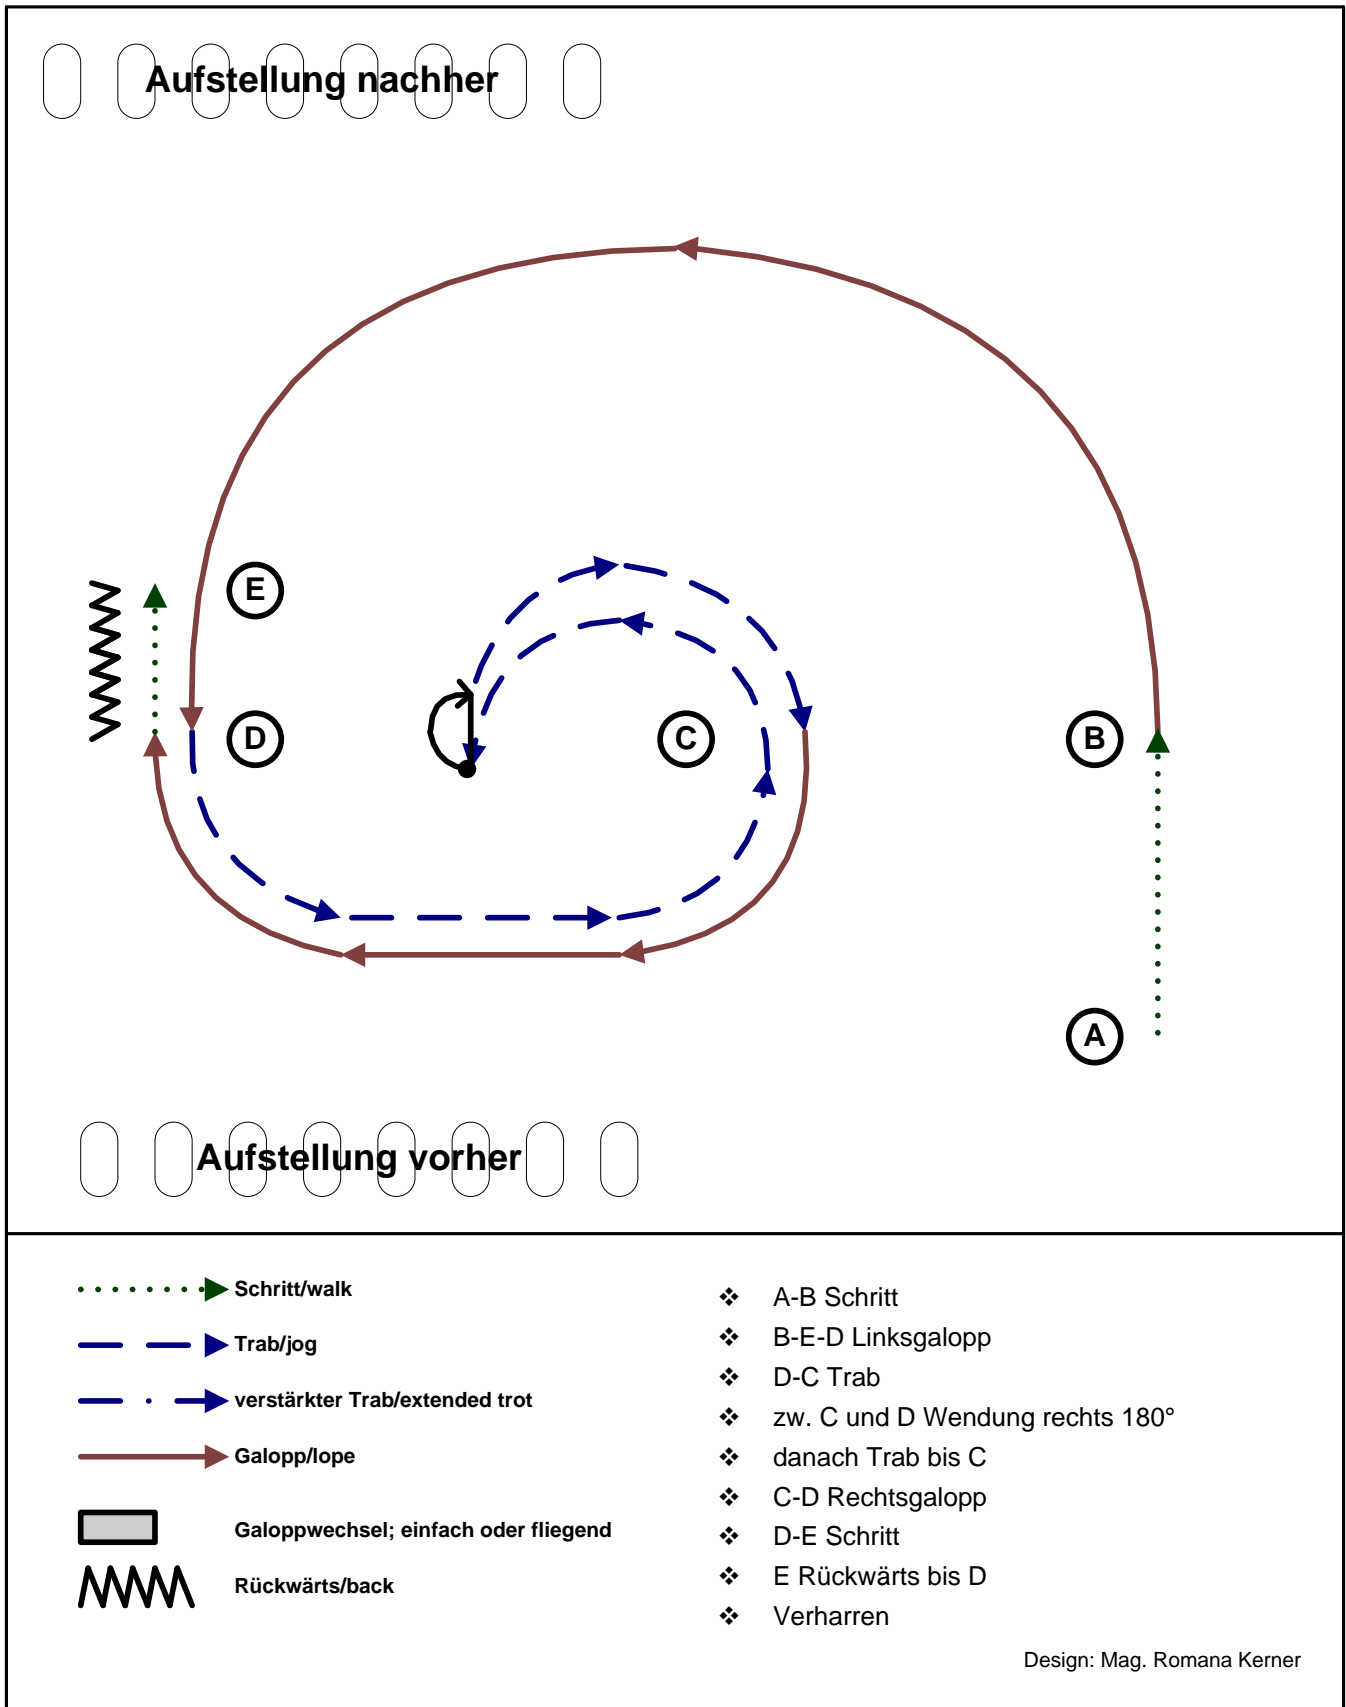 Aufstellung nachher
E
D
C
B
A
Aufstellung vorher
Schritt/walk
Trab/jog
verstärkter Trab/extended trot
Galopp/lope
Galoppwechsel; einfach oder fliegend
Rückwärts/back
❖ A-B Schritt
❖ B-E-D Linksgalopp
❖ D-C Trab
❖ zw. C und D Wendung rechts 180°
❖ danach Trab bis C
❖ C-D Rechtsgalopp
❖ D-E Schritt
❖ E Rückwärts bis D
❖ Verharren
Design: Mag. Romana Kerner